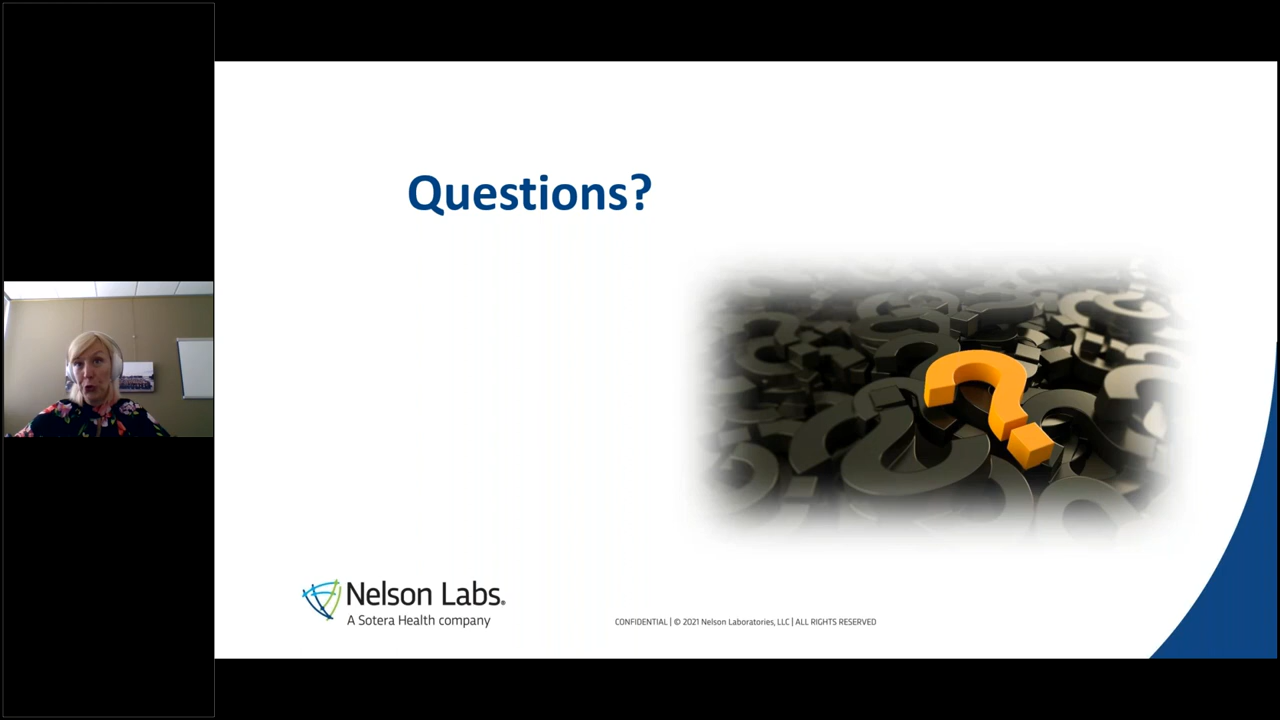 Questions?
Nelson Labs®
A Sotera Health company
CONFIDENTIAL | © 2021 Nelson Laboratories, LLC | ALL RIGHTS RESERVED